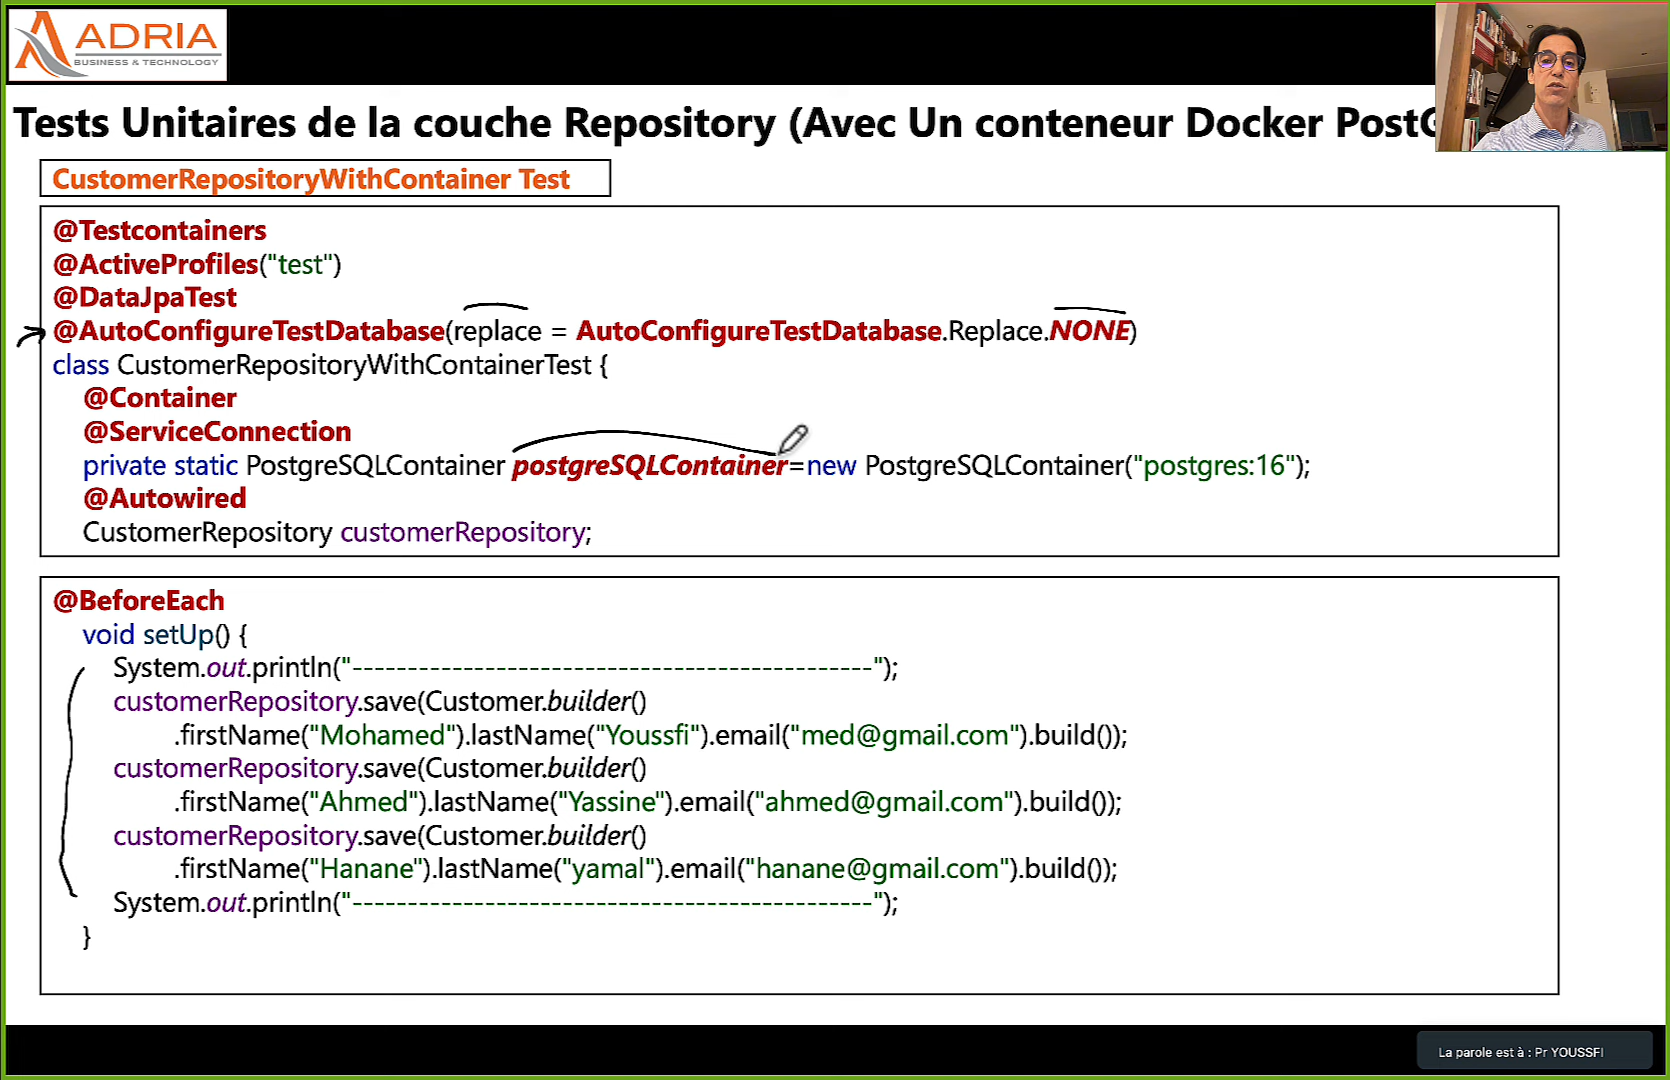 ADRIA
BUSINESS & TECHNOLOGY
Tests Unitaires de la couche Repository (Avec Un conteneur Docker
CustomerRepositoryWithContainer Test
@Testcontainers
@ActiveProfiles("test")
@DataJpaTest
@AutoConfigureTestDatabase(replace = AutoConfigureTestDatabase.Replace.NONE)
class CustomerRepositoryWithContainerTest {
@Container
@ServiceConnection
private static PostgreSQLContainer postgreSQLContainer=new PostgreSQLContainer("postgres:16");
@Autowired
CustomerRepository customerRepository;
@BeforeEach
void setUp() {
System.out.println("-----------------------------------------------");
customerRepository.save(Customer.builder()
.firstName("Mohamed").lastName("Youssfi").email("med@gmail.com").build());
customerRepository.save(Customer.builder()
.firstName("Ahmed").lastName("Yassine").email("ahmed@gmail.com").build());
customerRepository.save(Customer.builder()
.firstName("Hanane").lastName("yamal").email("hanane@gmail.com").build());
System.out.println("-----------------------------------------------");
}
La parole est à : Pr YOUSSFI